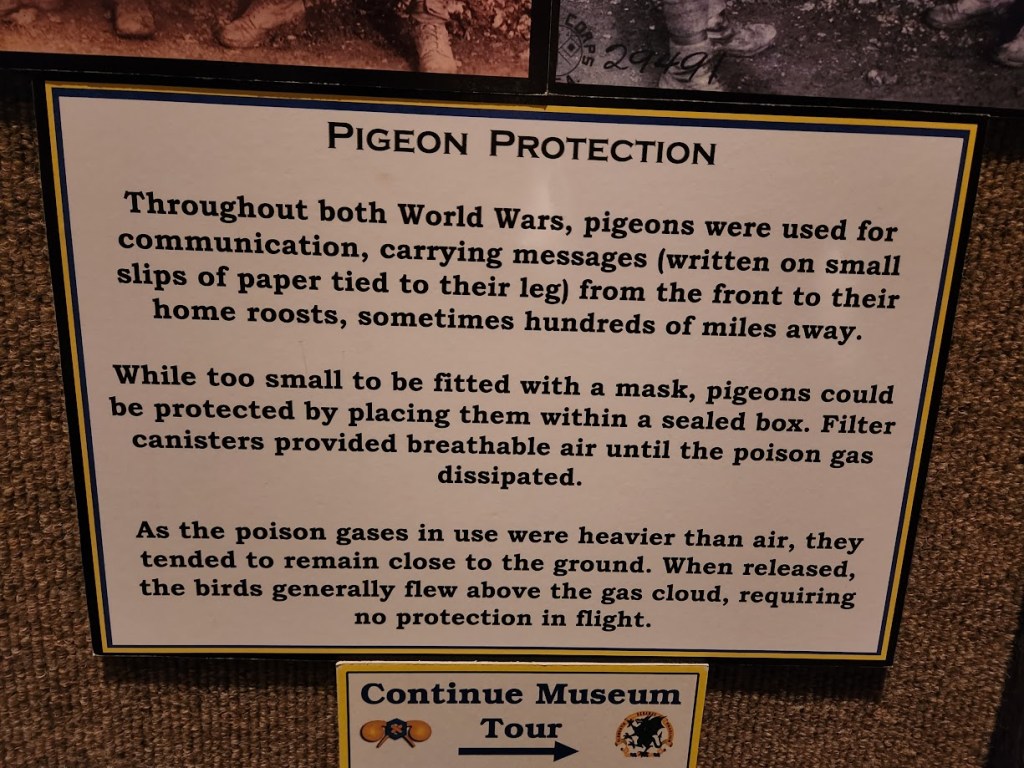 CORPS
29491
PIGEON PROTECTION
Throughout both World Wars, pigeons were used for
communication, carrying messages (written on small
slips of paper tied to their leg) from the front to their
home roosts, sometimes hundreds of miles away.
While too small to be fitted with a mask, pigeons could
be protected by placing them within a sealed box. Filter
canisters provided breathable air until the poison gas
dissipated.
As the poison gases in use were heavier than air, they
tended to remain close to the ground. When released,
the birds generally flew above the gas cloud, requiring
no protection in flight.
Continue Museum
Tour